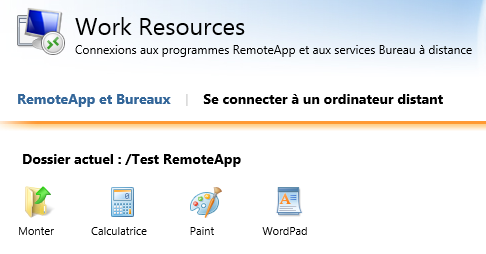 Work Resources
Connexions aux programmes RemoteApp et aux services Bureau à distance
RemoteApp et Bureaux | Se connecter à un ordinateur distant
Dossier actuel : /Test RemoteApp
Monter Calculatrice Paint WordPad